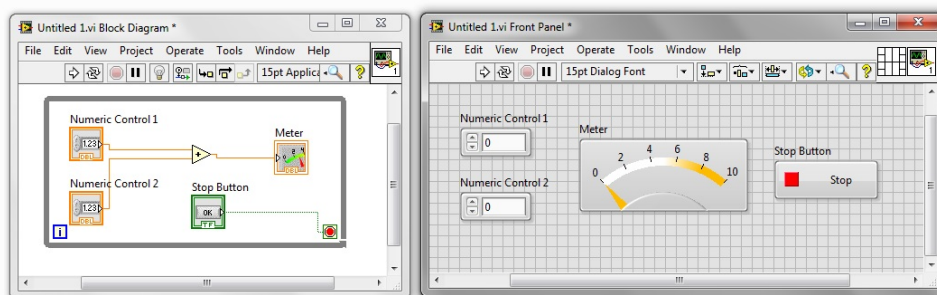 Untitled 1.vi Block Diagram *
File Edit View Project Operate Tools Window Help
15pt Applica
?
1
Numeric Control 1
1.23
DBL
Numeric Control 2
1.23
DBL
+
Meter
DBL
Stop Button
OK
TF
i
Untitled 1.vi Front Panel *
File Edit View Project Operate Tools Window Help
15pt Dialog Font
?
1
Numeric Control 1
0
Numeric Control 2
0
Meter
0 2 4 6 8 10
Stop Button
Stop